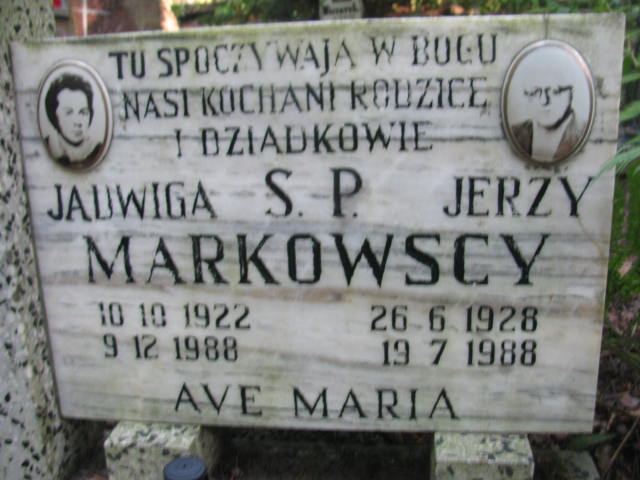 TU SPOCZYWAJĄ W BOGU
NASI KOCHANI RODZICE
I DZIADKOWIE
JADWIGA Ś. P. JERZY
MARKOWSCY
10 10 1922 26 6 1928
9 12 1988 19 7 1988
AVE MARIA